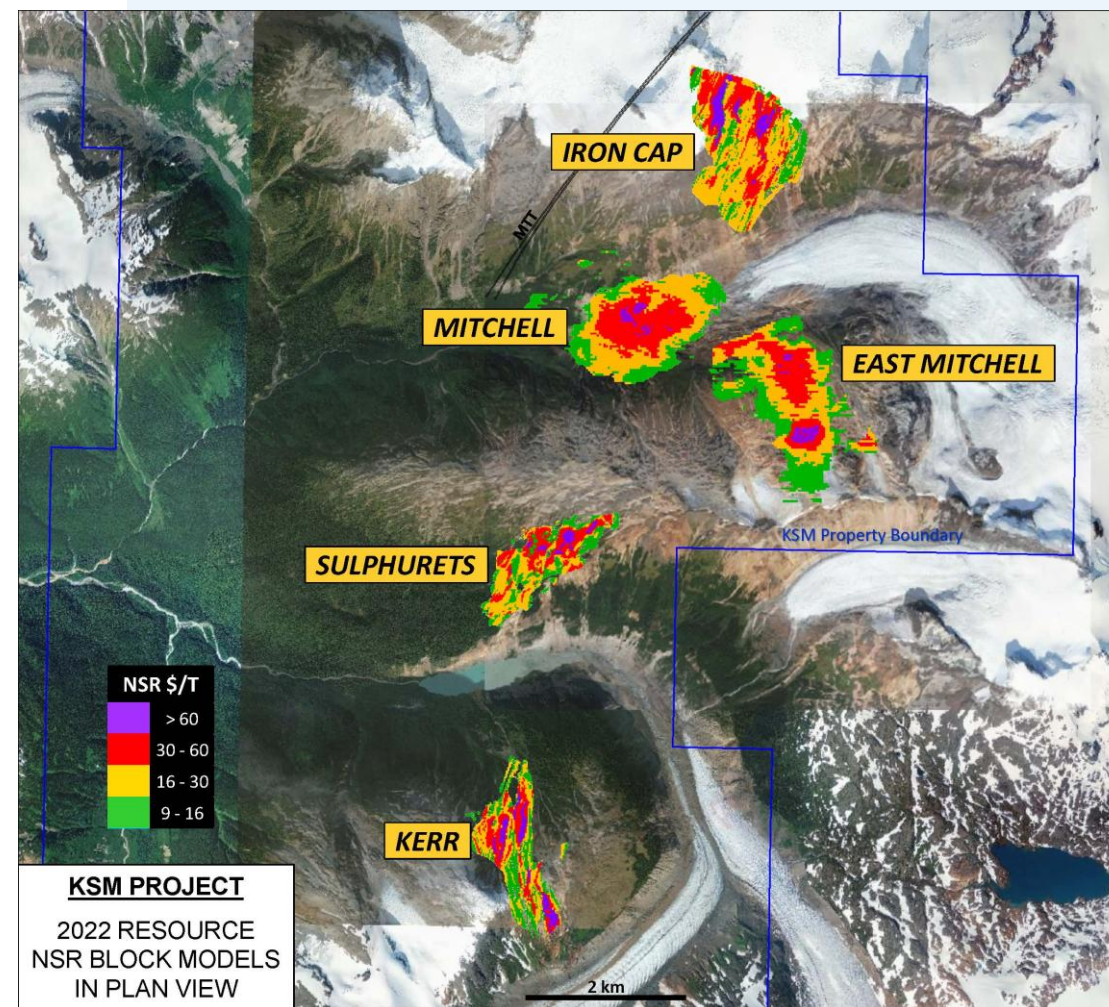 IRON CAP
MTT
MITCHELL
EAST MITCHELL
KSM Property Boundary
SULPHURETS
NSR $/T
> 60
30 - 60
16 - 30
9 - 16
KERR
KSM PROJECT
2022 RESOURCE
NSR BLOCK MODELS
IN PLAN VIEW
2 km